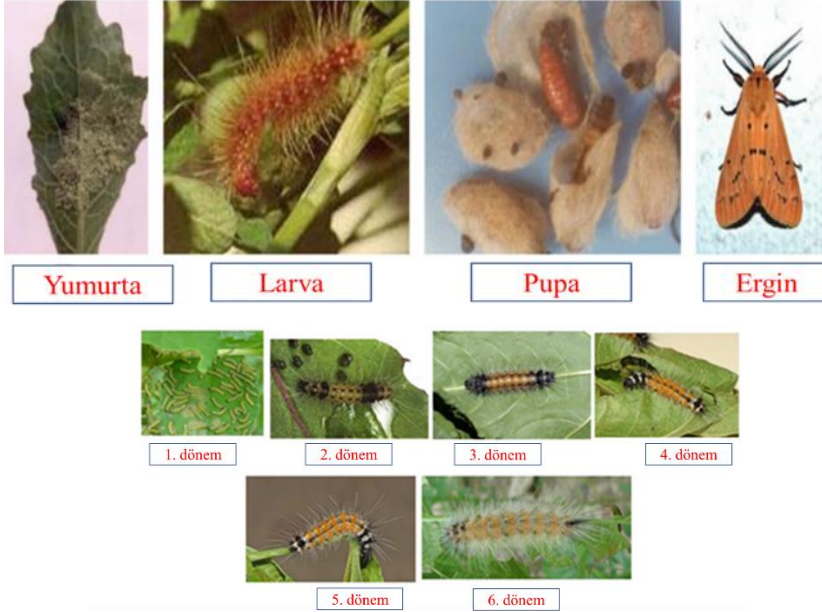 Yumurta
Larva
Pupa
Ergin
1. dönem
2. dönem
3. dönem
4. dönem
5. dönem
6. dönem